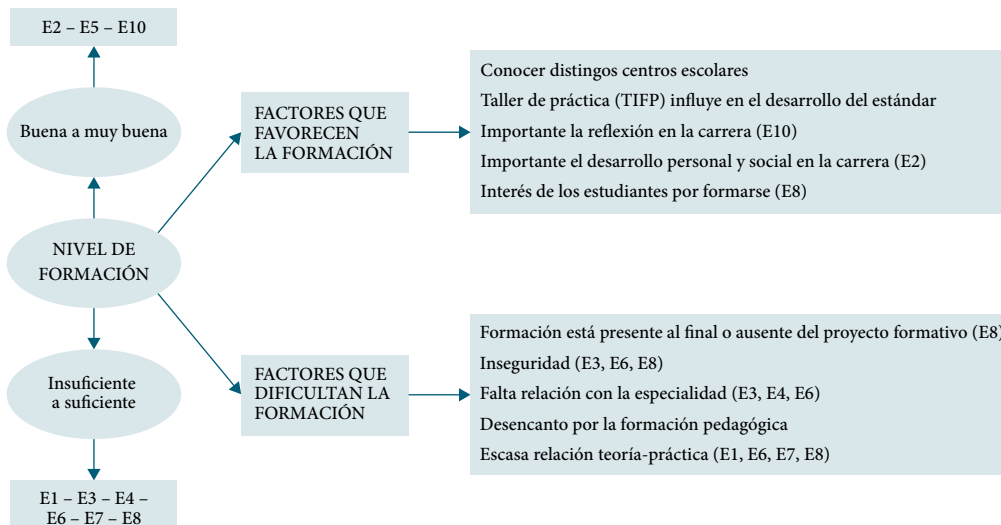 E2 – E5 – E10
Buena a muy buena
NIVEL DE
FORMACIÓN
Insuficiente
a suficiente
E1 – E3 – E4 –
E6 – E7 – E8
FACTORES QUE
FAVORECEN
LA FORMACIÓN
Conocer distingos centros escolares
Taller de práctica (TIFP) influye en el desarrollo del estándar
Importante la reflexión en la carrera (E10)
Importante el desarrollo personal y social en la carrera (E2)
Interés de los estudiantes por formarse (E8)
FACTORES QUE
DIFICULTAN LA
FORMACIÓN
Formación está presente al final o ausente del proyecto formativo (E8)
Inseguridad (E3, E6, E8)
Falta relación con la especialidad (E3, E4, E6)
Desencanto por la formación pedagógica
Escasa relación teoría-práctica (E1, E6, E7, E8)